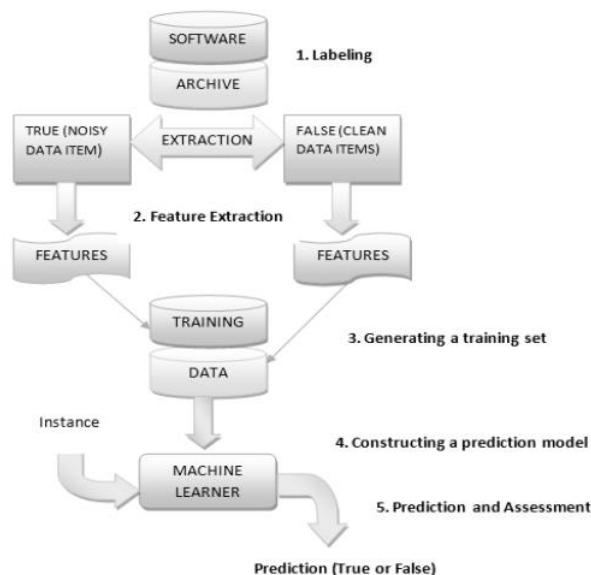 SOFTWARE
1. Labeling
ARCHIVE
TRUE (NOISY
DATA ITEM)
EXTRACTION
FALSE (CLEAN
DATA ITEMS)
2. Feature Extraction
FEATURES
FEATURES
TRAINING
3. Generating a training set
DATA
Instance
4. Constructing a prediction model
MACHINE
LEARNER
5. Prediction and Assessment
Prediction (True or False)